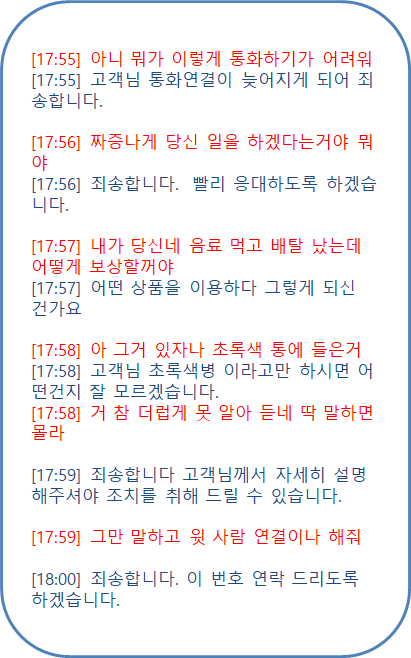 [17:55] 아니 뭐가 이렇게 통화하기가 어려워
[17:55] 고객님 통화연결이 늦어지게 되어 죄
송합니다.
[17:56] 짜증나게 당신 일을 하겠다는거야 뭐
야
[17:56] 죄송합니다. 빨리 응대하도록 하겠습
니다.
[17:57] 내가 당신네 음료 먹고 배탈 났는데
어떻게 보상할꺼야
[17:57] 어떤 상품을 이용하다 그렇게 되신
건가요
[17:58] 아 그거 있자나 초록색 통에 들은거
[17:58] 고객님 초록색병 이라고만 하시면 어
떤건지 잘 모르겠습니다.
[17:58] 거 참 더럽게 못 알아 듣네 딱 말하면
몰라
[17:59] 죄송합니다 고객님께서 자세히 설명
해주셔야 조치를 취해 드릴 수 있습니다.
[17:59] 그만 말하고 윗 사람 연결이나 해줘
[18:00] 죄송합니다. 이 번호 연락 드리도록
하겠습니다.